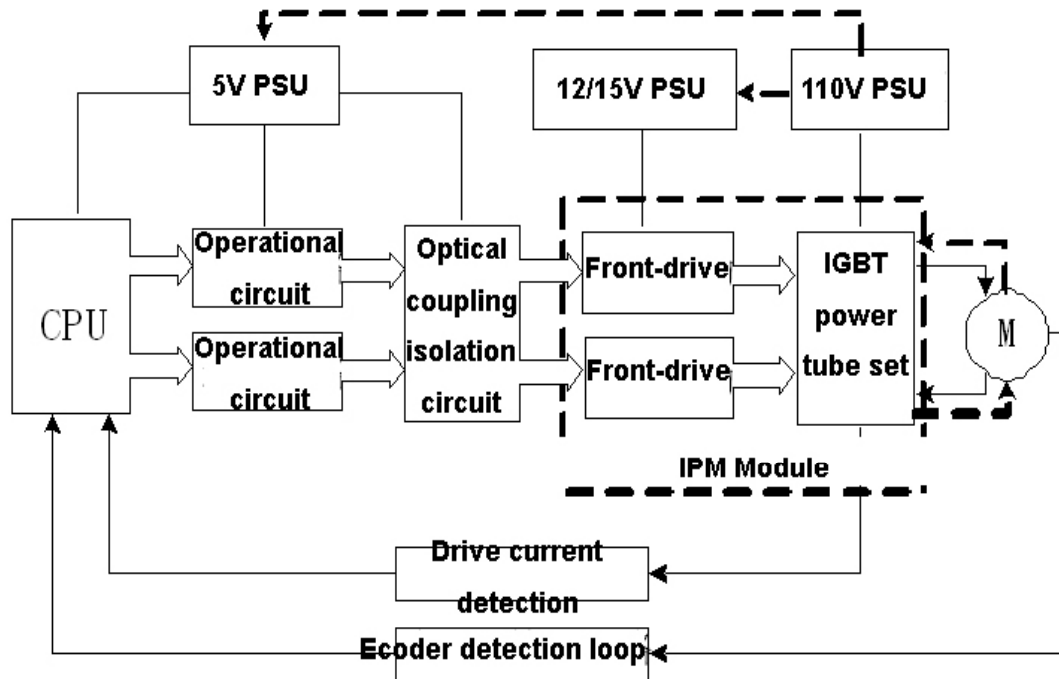 5V PSU
12/15V PSU
110V PSU
CPU
Operational
circuit
Operational
circuit
Optical
coupling
isolation
circuit
Front-drive
Front-drive
IGBT
power
tube set
M
IPM Module
Drive current
detection
Ecoder detection loop